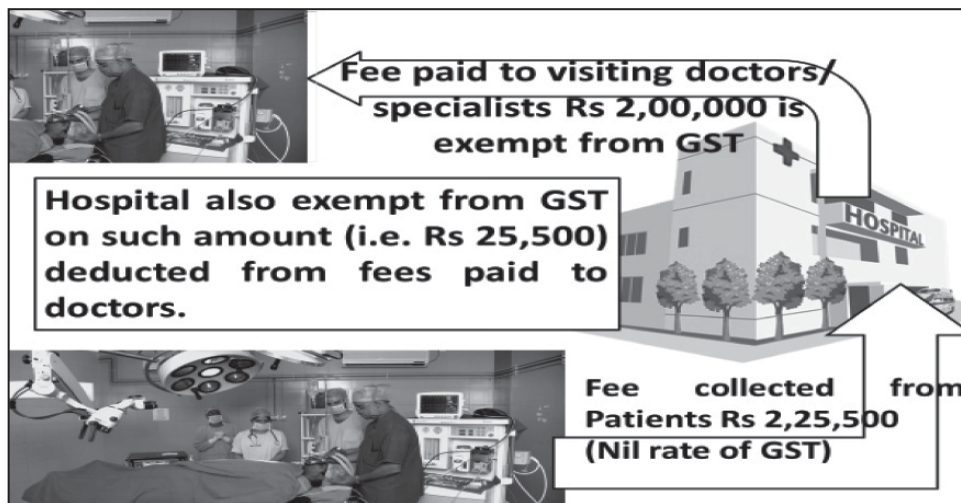 Fee paid to visiting doctors/
specialists Rs 2,00,000 is
exempt from GST
HOSPITAL
Hospital also exempt from GST
on such amount (i.e. Rs 25,500)
deducted from fees paid to
doctors.
Fee collected from
Patients Rs 2,25,500
(Nil rate of GST)